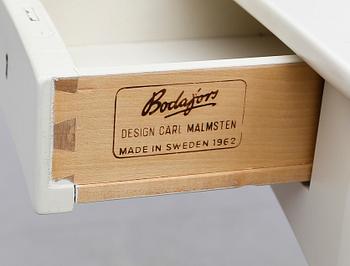 Bodafors
DESIGN CARL MALMSTEN
MADE IN SWEDEN 1962